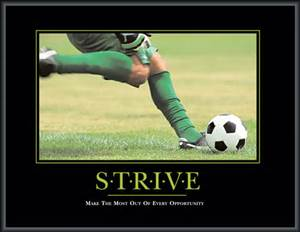 S·T·R·I·V·E
MAKE THE MOST OUT OF EVERY OPPORTUNITY